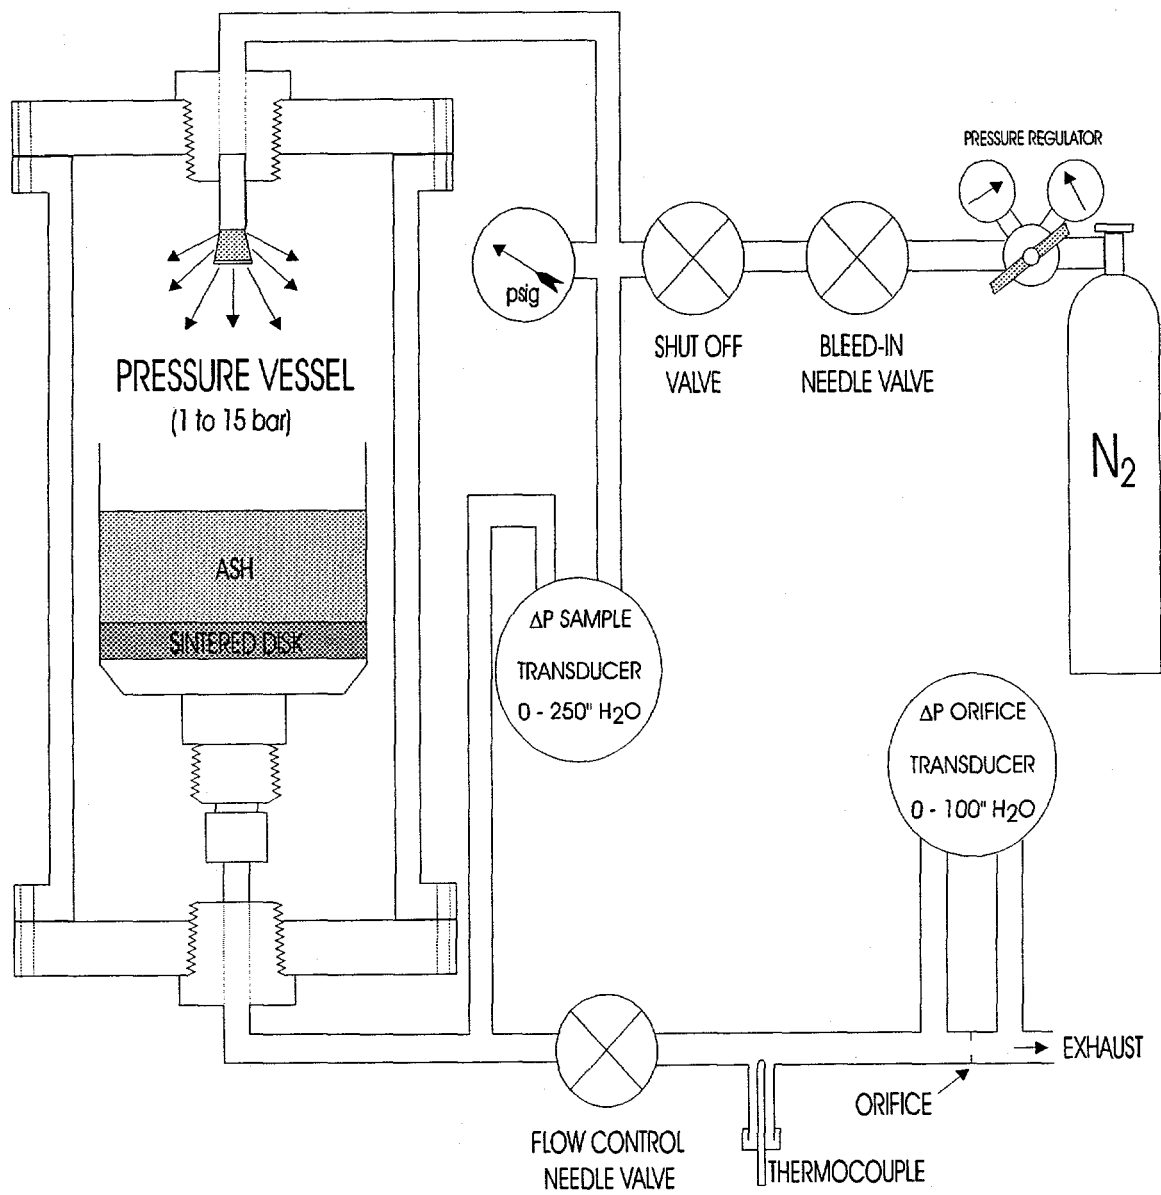 PRESSURE REGULATOR
psig
SHUT OFF
VALVE
BLEED-IN
NEEDLE VALVE
PRESSURE VESSEL
(1 to 15 bar)
N2
ASH
SINTERED DISK
ΔP SAMPLE
TRANSDUCER
0 - 250" H2O
ΔP ORIFICE
TRANSDUCER
0 - 100" H2O
EXHAUST
ORIFICE
FLOW CONTROL
NEEDLE VALVE
THERMOCOUPLE